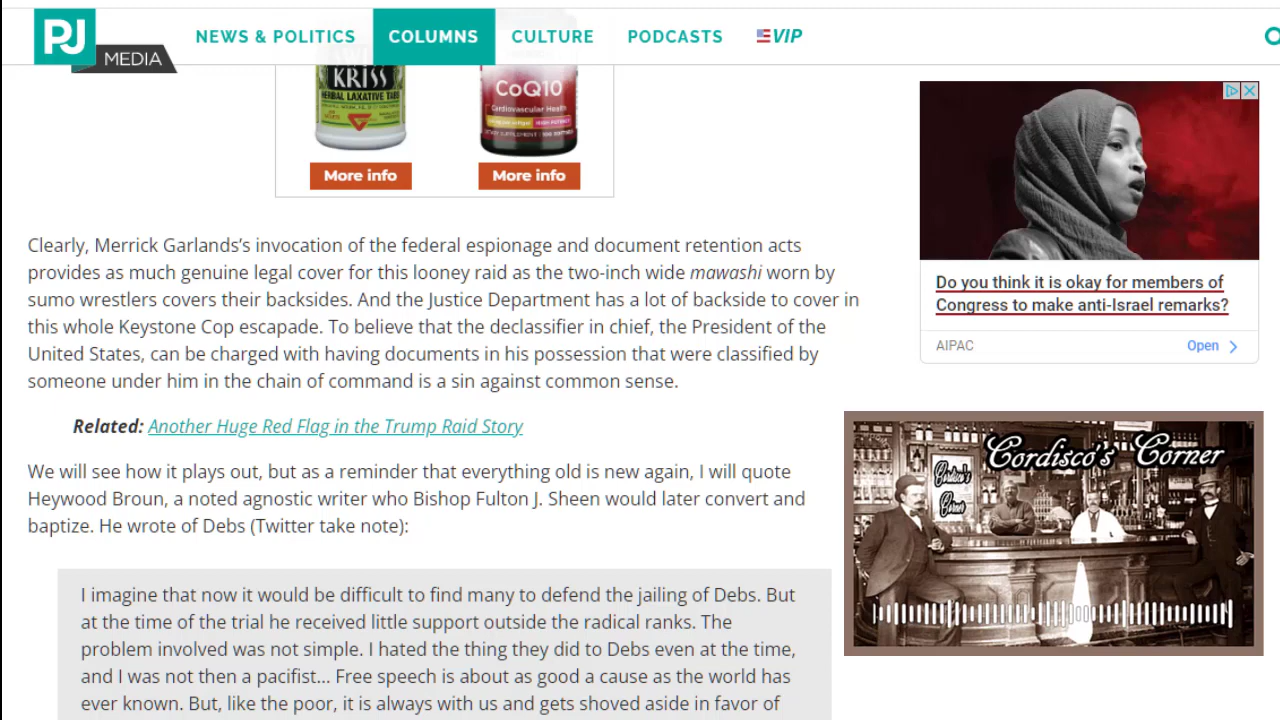 PJ
MEDIA
NEWS & POLITICS
COLUMNS
CULTURE
PODCASTS
VIP
KRISS
HERBAL LAXATIVE TABS
CoQ10
Cardiovascular Health
HIGH POTENCY
More info
More info
Clearly, Merrick Garlands’s invocation of the federal espionage and document retention acts
provides as much genuine legal cover for this looney raid as the two-inch wide mawashi worn by
sumo wrestlers covers their backsides. And the Justice Department has a lot of backside to cover in
this whole Keystone Cop escapade. To believe that the declassifier in chief, the President of the
United States, can be charged with having documents in his possession that were classified by
someone under him in the chain of command is a sin against common sense.
Related: Another Huge Red Flag in the Trump Raid Story
We will see how it plays out, but as a reminder that everything old is new again, I will quote
Heywood Broun, a noted agnostic writer who Bishop Fulton J. Sheen would later convert and
baptize. He wrote of Debs (Twitter take note):
I imagine that now it would be difficult to find many to defend the jailing of Debs. But
at the time of the trial he received little support outside the radical ranks. The
problem involved was not simple. I hated the thing they did to Debs even at the time,
and I was not then a pacifist… Free speech is about as good a cause as the world has
ever known. But, like the poor, it is always with us and gets shoved aside in favor of
Do you think it is okay for members of
Congress to make anti-Israel remarks?
AIPAC
Open
Cordisco's Corner
Cordisco's
Corner